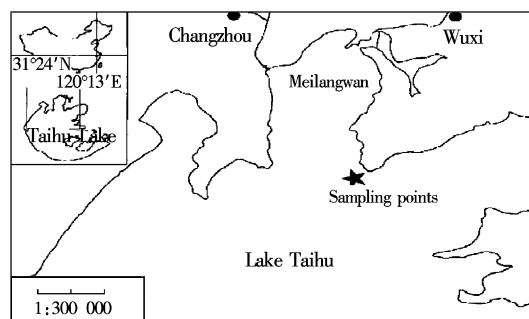 Changzhou
Wuxi
31°24′N
120°13′E
Meilangwan
Taihu Lake
Sampling points
Lake Taihu
1:300 000